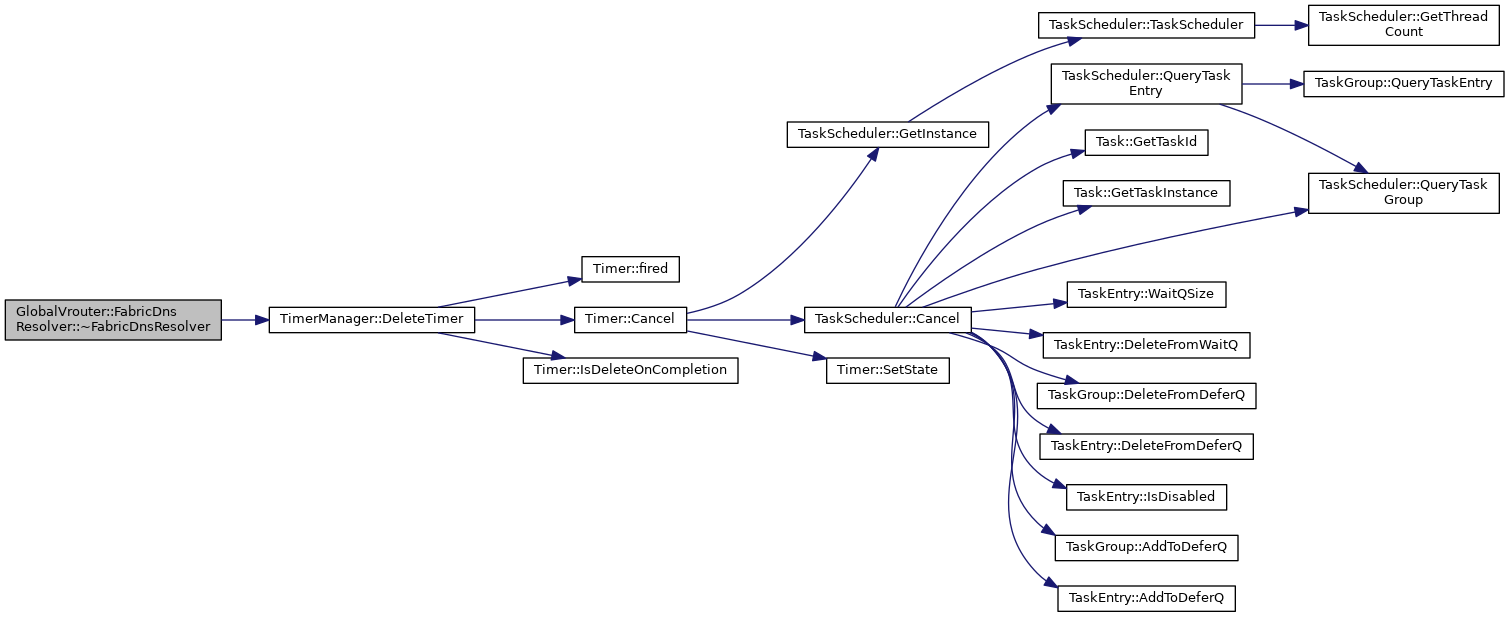 GlobalVrouter::FabricDns
Resolver::~FabricDnsResolver
TimerManager::DeleteTimer
Timer::fired
Timer::Cancel
Timer::IsDeleteOnCompletion
TaskScheduler::GetInstance
TaskScheduler::Cancel
Timer::SetState
TaskScheduler::TaskScheduler
TaskScheduler::QueryTask
Entry
Task::GetTaskId
Task::GetTaskInstance
TaskEntry::WaitQSize
TaskEntry::DeleteFromWaitQ
TaskGroup::DeleteFromDeferQ
TaskEntry::DeleteFromDeferQ
TaskEntry::IsDisabled
TaskGroup::AddToDeferQ
TaskEntry::AddToDeferQ
TaskScheduler::GetThread
Count
TaskGroup::QueryTaskEntry
TaskScheduler::QueryTask
Group